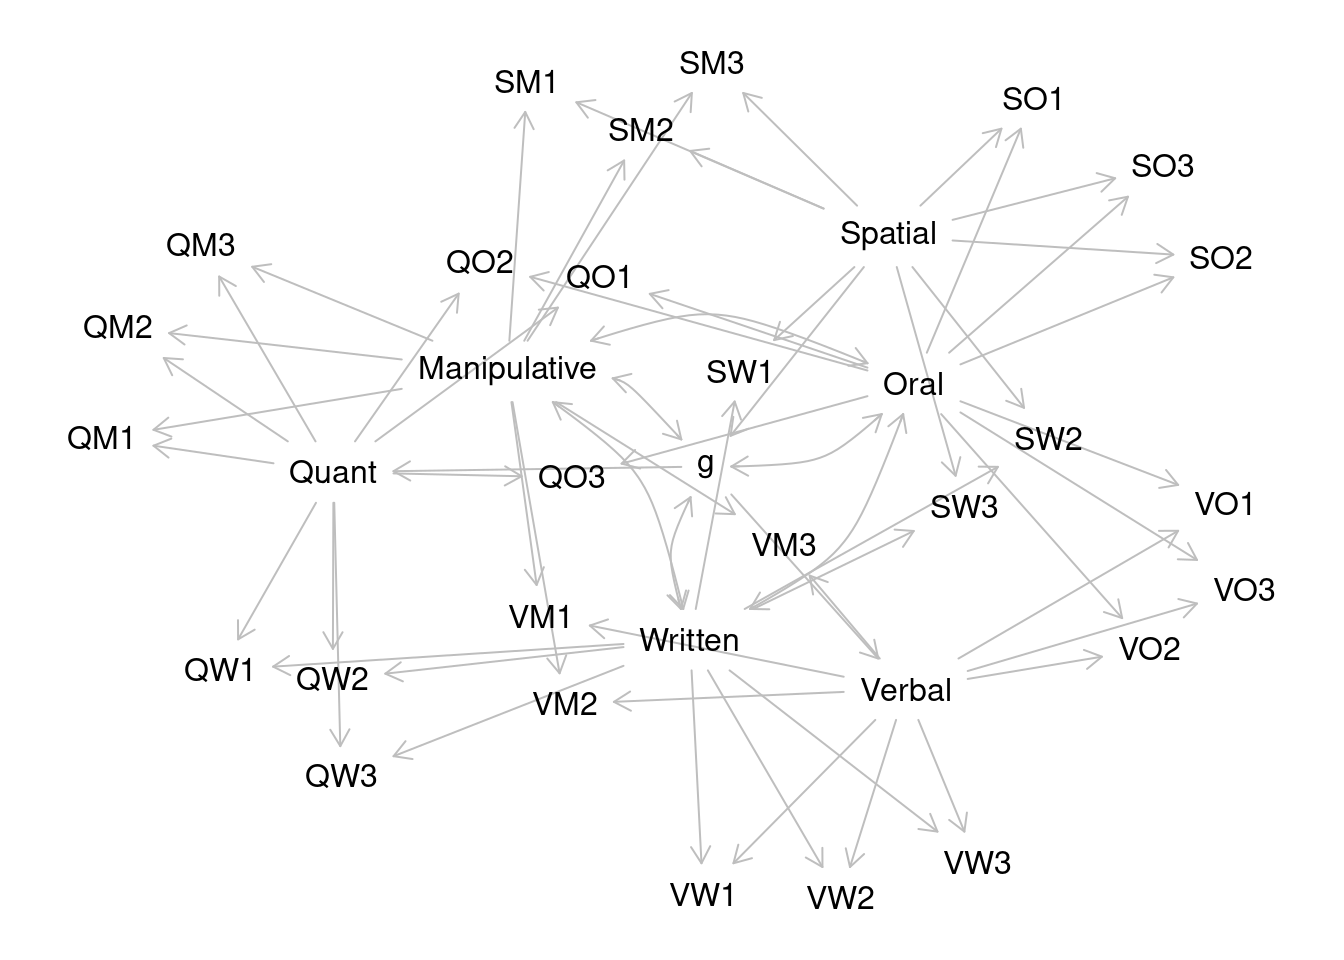 SM3
SM1
SO1
SM2
SO3
Spatial
QM3
SO2
QO2
QO1
QM2
Manipulative
SW1
Oral
QM1
SW2
g
Quant
QO3
VO1
SW3
VM3
VO3
VM1
Written
VO2
QW1
QW2
Verbal
VM2
QW3
VW3
VW1
VW2